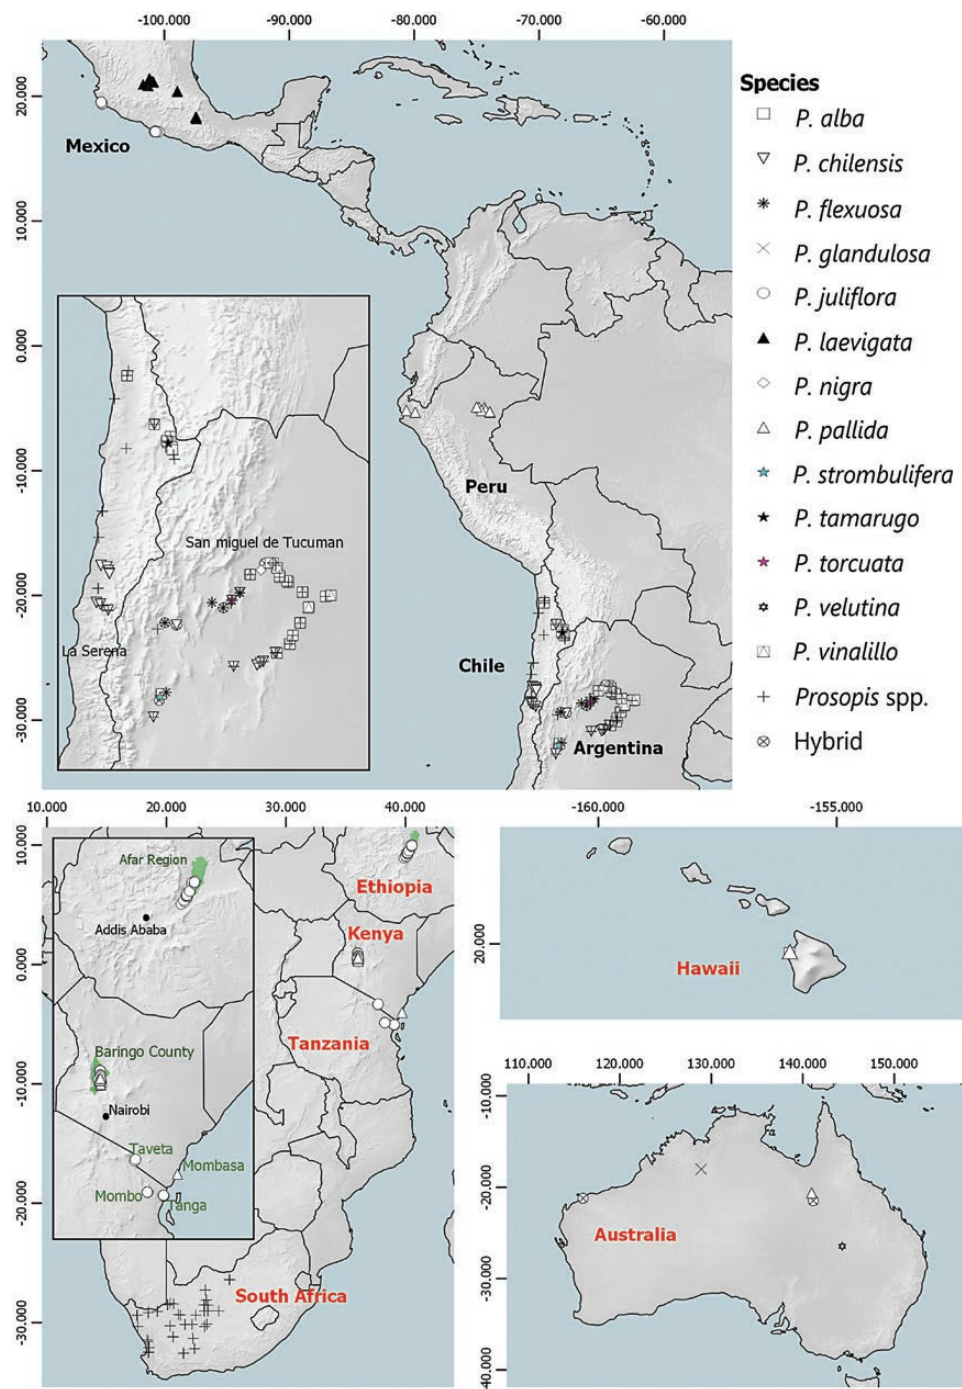 -100.000 -90.000 -80.000 -70.000 -60.000
20.000
10.000
0.000
-10.000
-20.000
-30.000
Mexico
Peru
San miguel de Tucuman
La Serena
Chile
Argentina
Species
P. alba
P. chilensis
P. flexuosa
P. glandulosa
P. juliflora
P. laevigata
P. nigra
P. pallida
P. strombulifera
P. tamarugo
P. torcuata
P. velutina
P. vinalillo
Prosopis spp.
Hybrid
10.000 20.000 30.000 40.000
10.000
0.000
-10.000
-20.000
-30.000
Afar Region
Addis Ababa
Ethiopia
Kenya
Baringo County
Nairobi
Tanzania
Taveta
Mombasa
Mombo
Tanga
South Africa
-160.000 -155.000
20.000
Hawaii
110.000 120.000 130.000 140.000 150.000
-10.000
-20.000
-30.000
-40.000
Australia